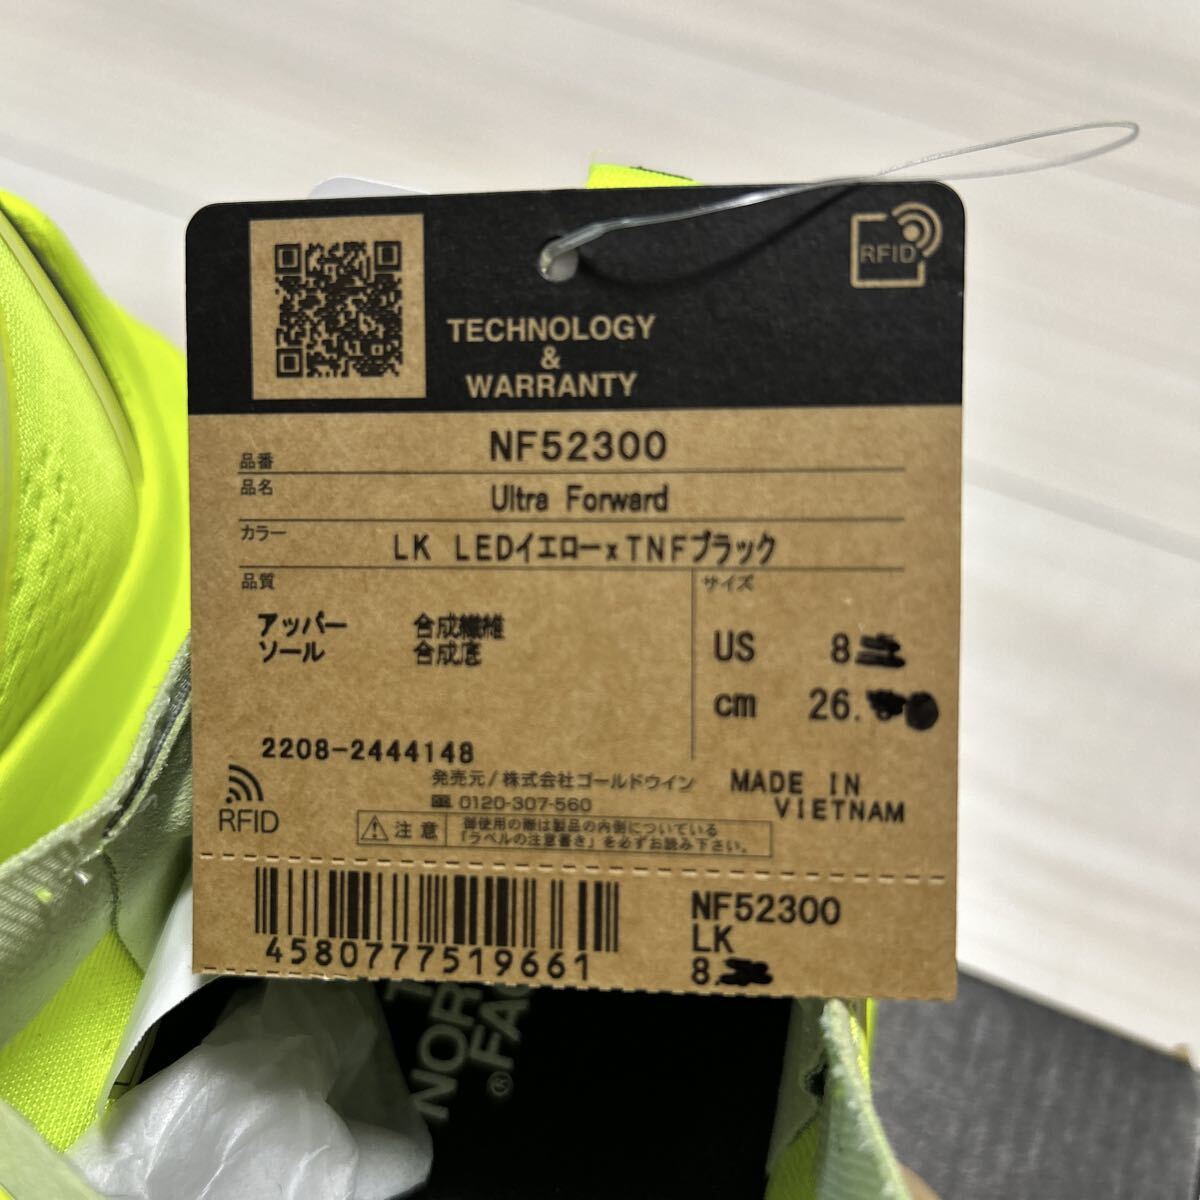 RFID
TECHNOLOGY
&
WARRANTY
品番 NF52300
品名 Ultra Forward
カラー LK LEDイエローxTNFブラック
品質
アッパー 合成繊維
ソール 合成底
サイズ
US 8
cm 26.
2208-2444148
RFID
発売元/株式会社ゴールドウイン
0120-307-560
MADE IN
VIETNAM
注意
御使用の際は製品の内側についている
「ラベルの注意書き」を必ずお読み下さい。
4580777519661
NF52300
LK
8.
NOR
FAC
®